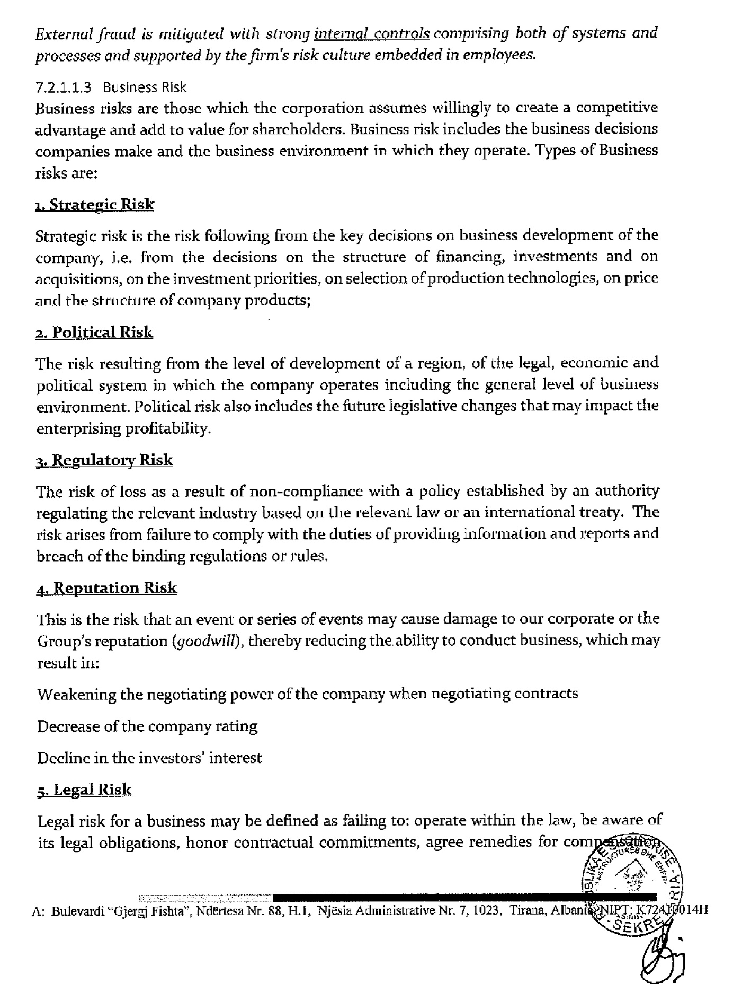 External fraud is mitigated with strong internal controls comprising both of systems and
processes and supported by the firm's risk culture embedded in employees.
7.2.1.1.3 Business Risk
Business risks are those which the corporation assumes willingly to create a competitive
advantage and add to value for shareholders. Business risk includes the business decisions
companies make and the business environment in which they operate. Types of Business
risks are:
1. Strategic Risk
Strategic risk is the risk following from the key decisions on business development of the
company, i.e. from the decisions on the structure of financing, investments and on
acquisitions, on the investment priorities, on selection of production technologies, on price
and the structure of company products;
2. Political Risk
The risk resulting from the level of development of a region, of the legal, economic and
political system in which the company operates including the general level of business
environment. Political risk also includes the future legislative changes that may impact the
enterprising profitability.
3. Regulatory Risk
The risk of loss as a result of non-compliance with a policy established by an authority
regulating the relevant industry based on the relevant law or an international treaty. The
risk arises from failure to comply with the duties of providing information and reports and
breach of the binding regulations or rules.
4. Reputation Risk
This is the risk that an event or series of events may cause damage to our corporate or the
Group's reputation (goodwill), thereby reducing the ability to conduct business, which may
result in:
Weakening the negotiating power of the company when negotiating contracts
Decrease of the company rating
Decline in the investors' interest
5. Legal Risk
Legal risk for a business may be defined as failing to: operate within the law, be aware of
its legal obligations, honor contractual commitments, agree remedies for compensation
A: Bulevardi “Gjergj Fishta”, Ndërtesa Nr. 88, H.1, Njësia Administrative Nr. 7, 1023, Tirana, Albania, NIPT: K72410014H